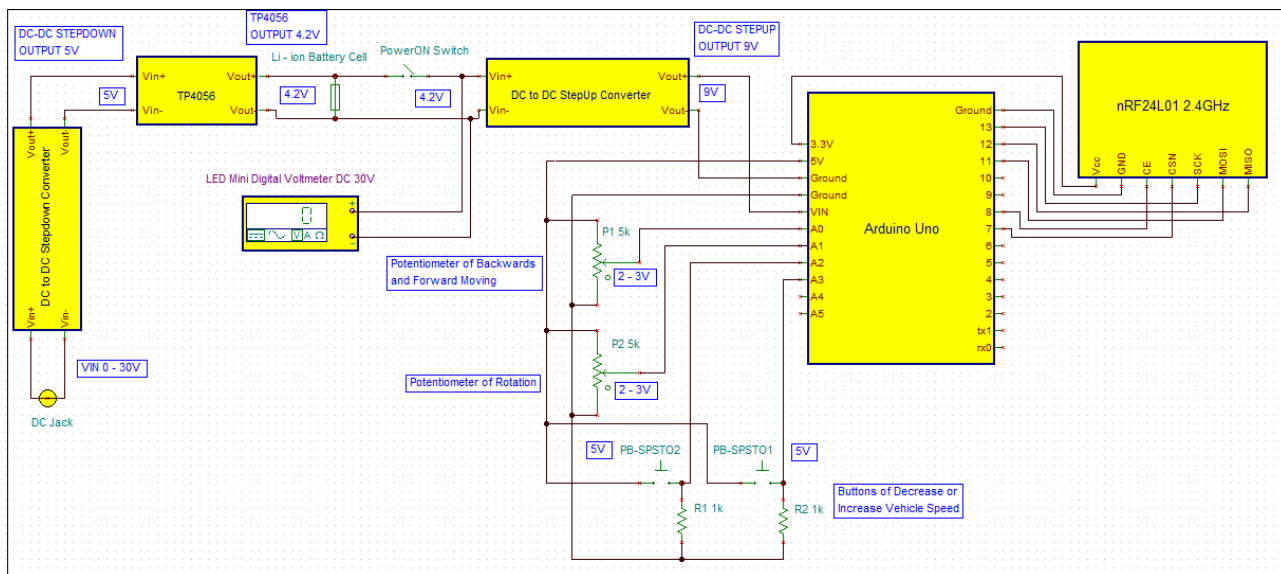 DC-DC STEPDOWN
OUTPUT 5V
TP4056
OUTPUT 4.2V
Li - ion Battery Cell
PowerON Switch
DC-DC STEPUP
OUTPUT 9V
Vin+
Vout+
TP4056
Vin-
Vout-
5V
4.2V
4.2V
Vin+
Vout+
DC to DC StepUp Converter
Vin-
Vout-
9V
nRF24L01 2.4GHz
Vcc
GND
CE
CSN
SCK
MOSI
MISO
Vout+
Vout-
DC to DC Stepdown Converter
Vin+
Vin-
VIN 0 - 30V
DC Jack
LED Mini Digital Voltmeter DC 30V
0
V A Ω
+
-
3.3V
5V
Ground
Ground
VIN
A0
A1
A2
A3
A4
A5
Arduino Uno
Ground
13
12
11
10
9
8
7
6
5
4
3
2
tx1
rx0
P1 5k
2 - 3V
Potentiometer of Backwards
and Forward Moving
P2 5k
2 - 3V
Potentiometer of Rotation
5V
PB-SPSTO2
PB-SPSTO1
5V
R1 1k
R2 1k
Buttons of Decrease or
Increase Vehicle Speed